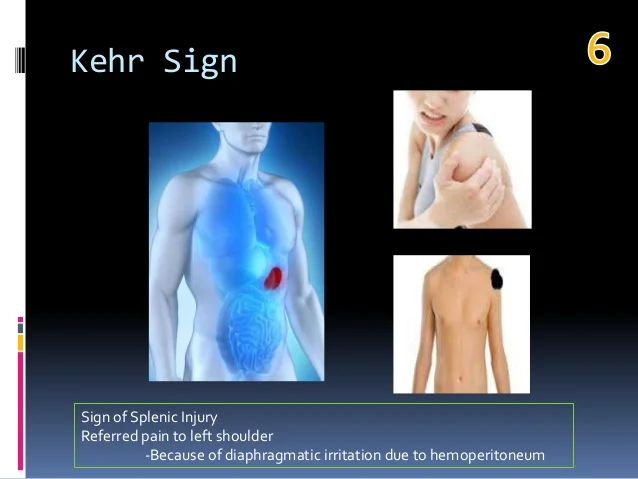 Kehr Sign
6
Sign of Splenic Injury
Referred pain to left shoulder
-Because of diaphragmatic irritation due to hemoperitoneum